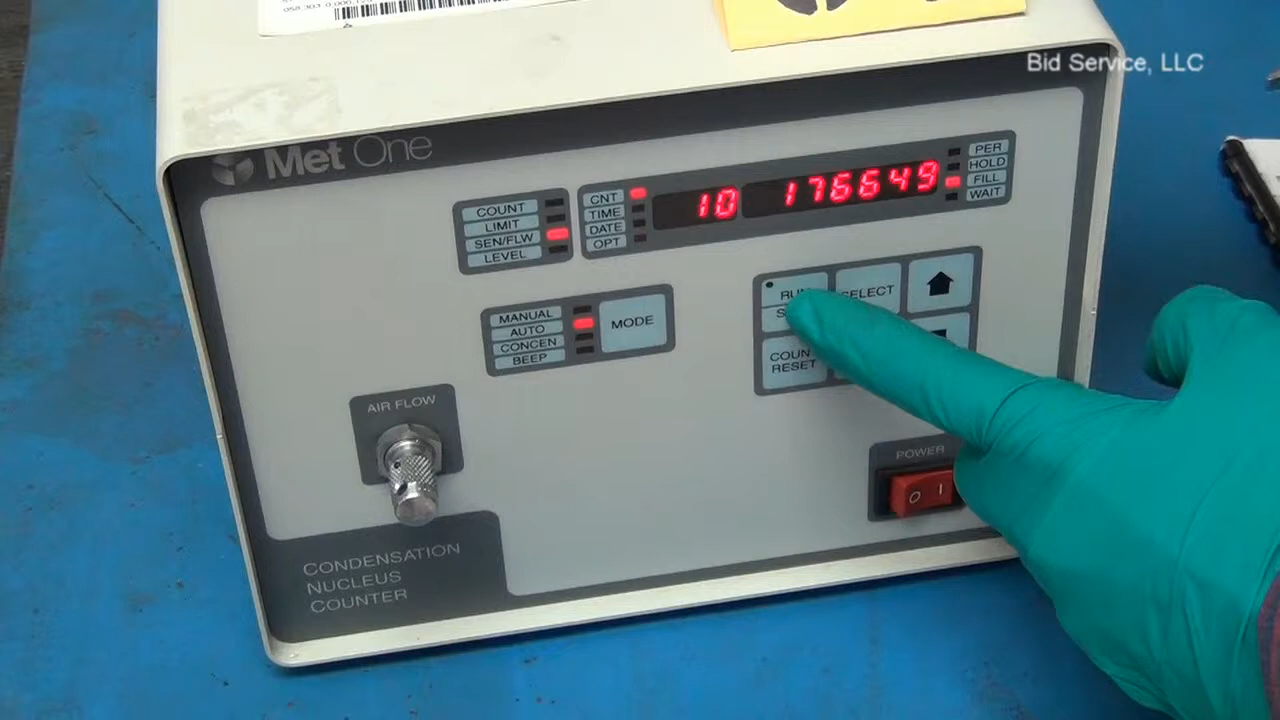 Bid Service, LLC
Met One
COUNT
LIMIT
SEN/FLW
LEVEL
CNT
TIME
DATE
OPT
10 176649
PER
HOLD
FILL
WAIT
MANUAL
AUTO
CONCEN
BEEP
MODE
SELECT
RESET
AIR FLOW
POWER
O I
CONDENSATION
NUCLEUS
COUNTER